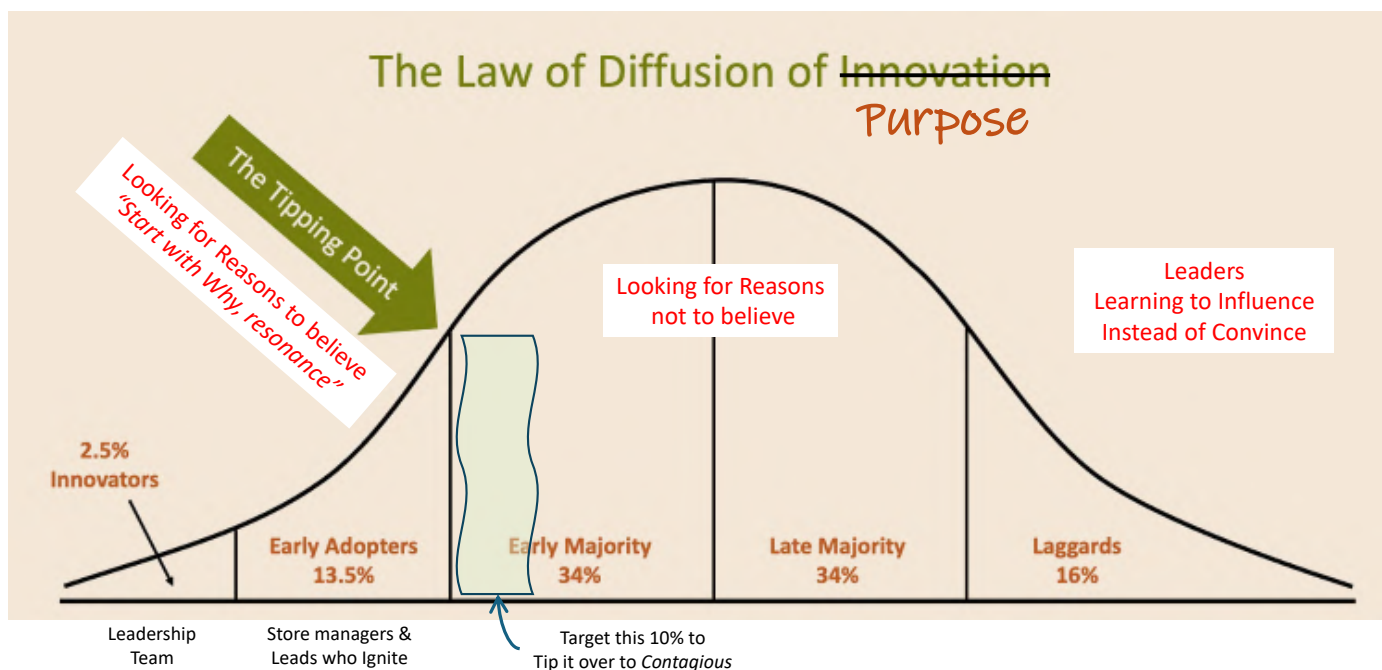 The Law of Diffusion of Innovation
Purpose
The Tipping Point
Looking for Reasons to believe
“Start with Why, resonance”
Looking for Reasons
not to believe
Leaders
Learning to Influence
Instead of Convince
2.5%
Innovators
Early Adopters
13.5%
Early Majority
34%
Late Majority
34%
Laggards
16%
Leadership
Team
Store managers &
Leads who Ignite
Target this 10% to
Tip it over to Contagious